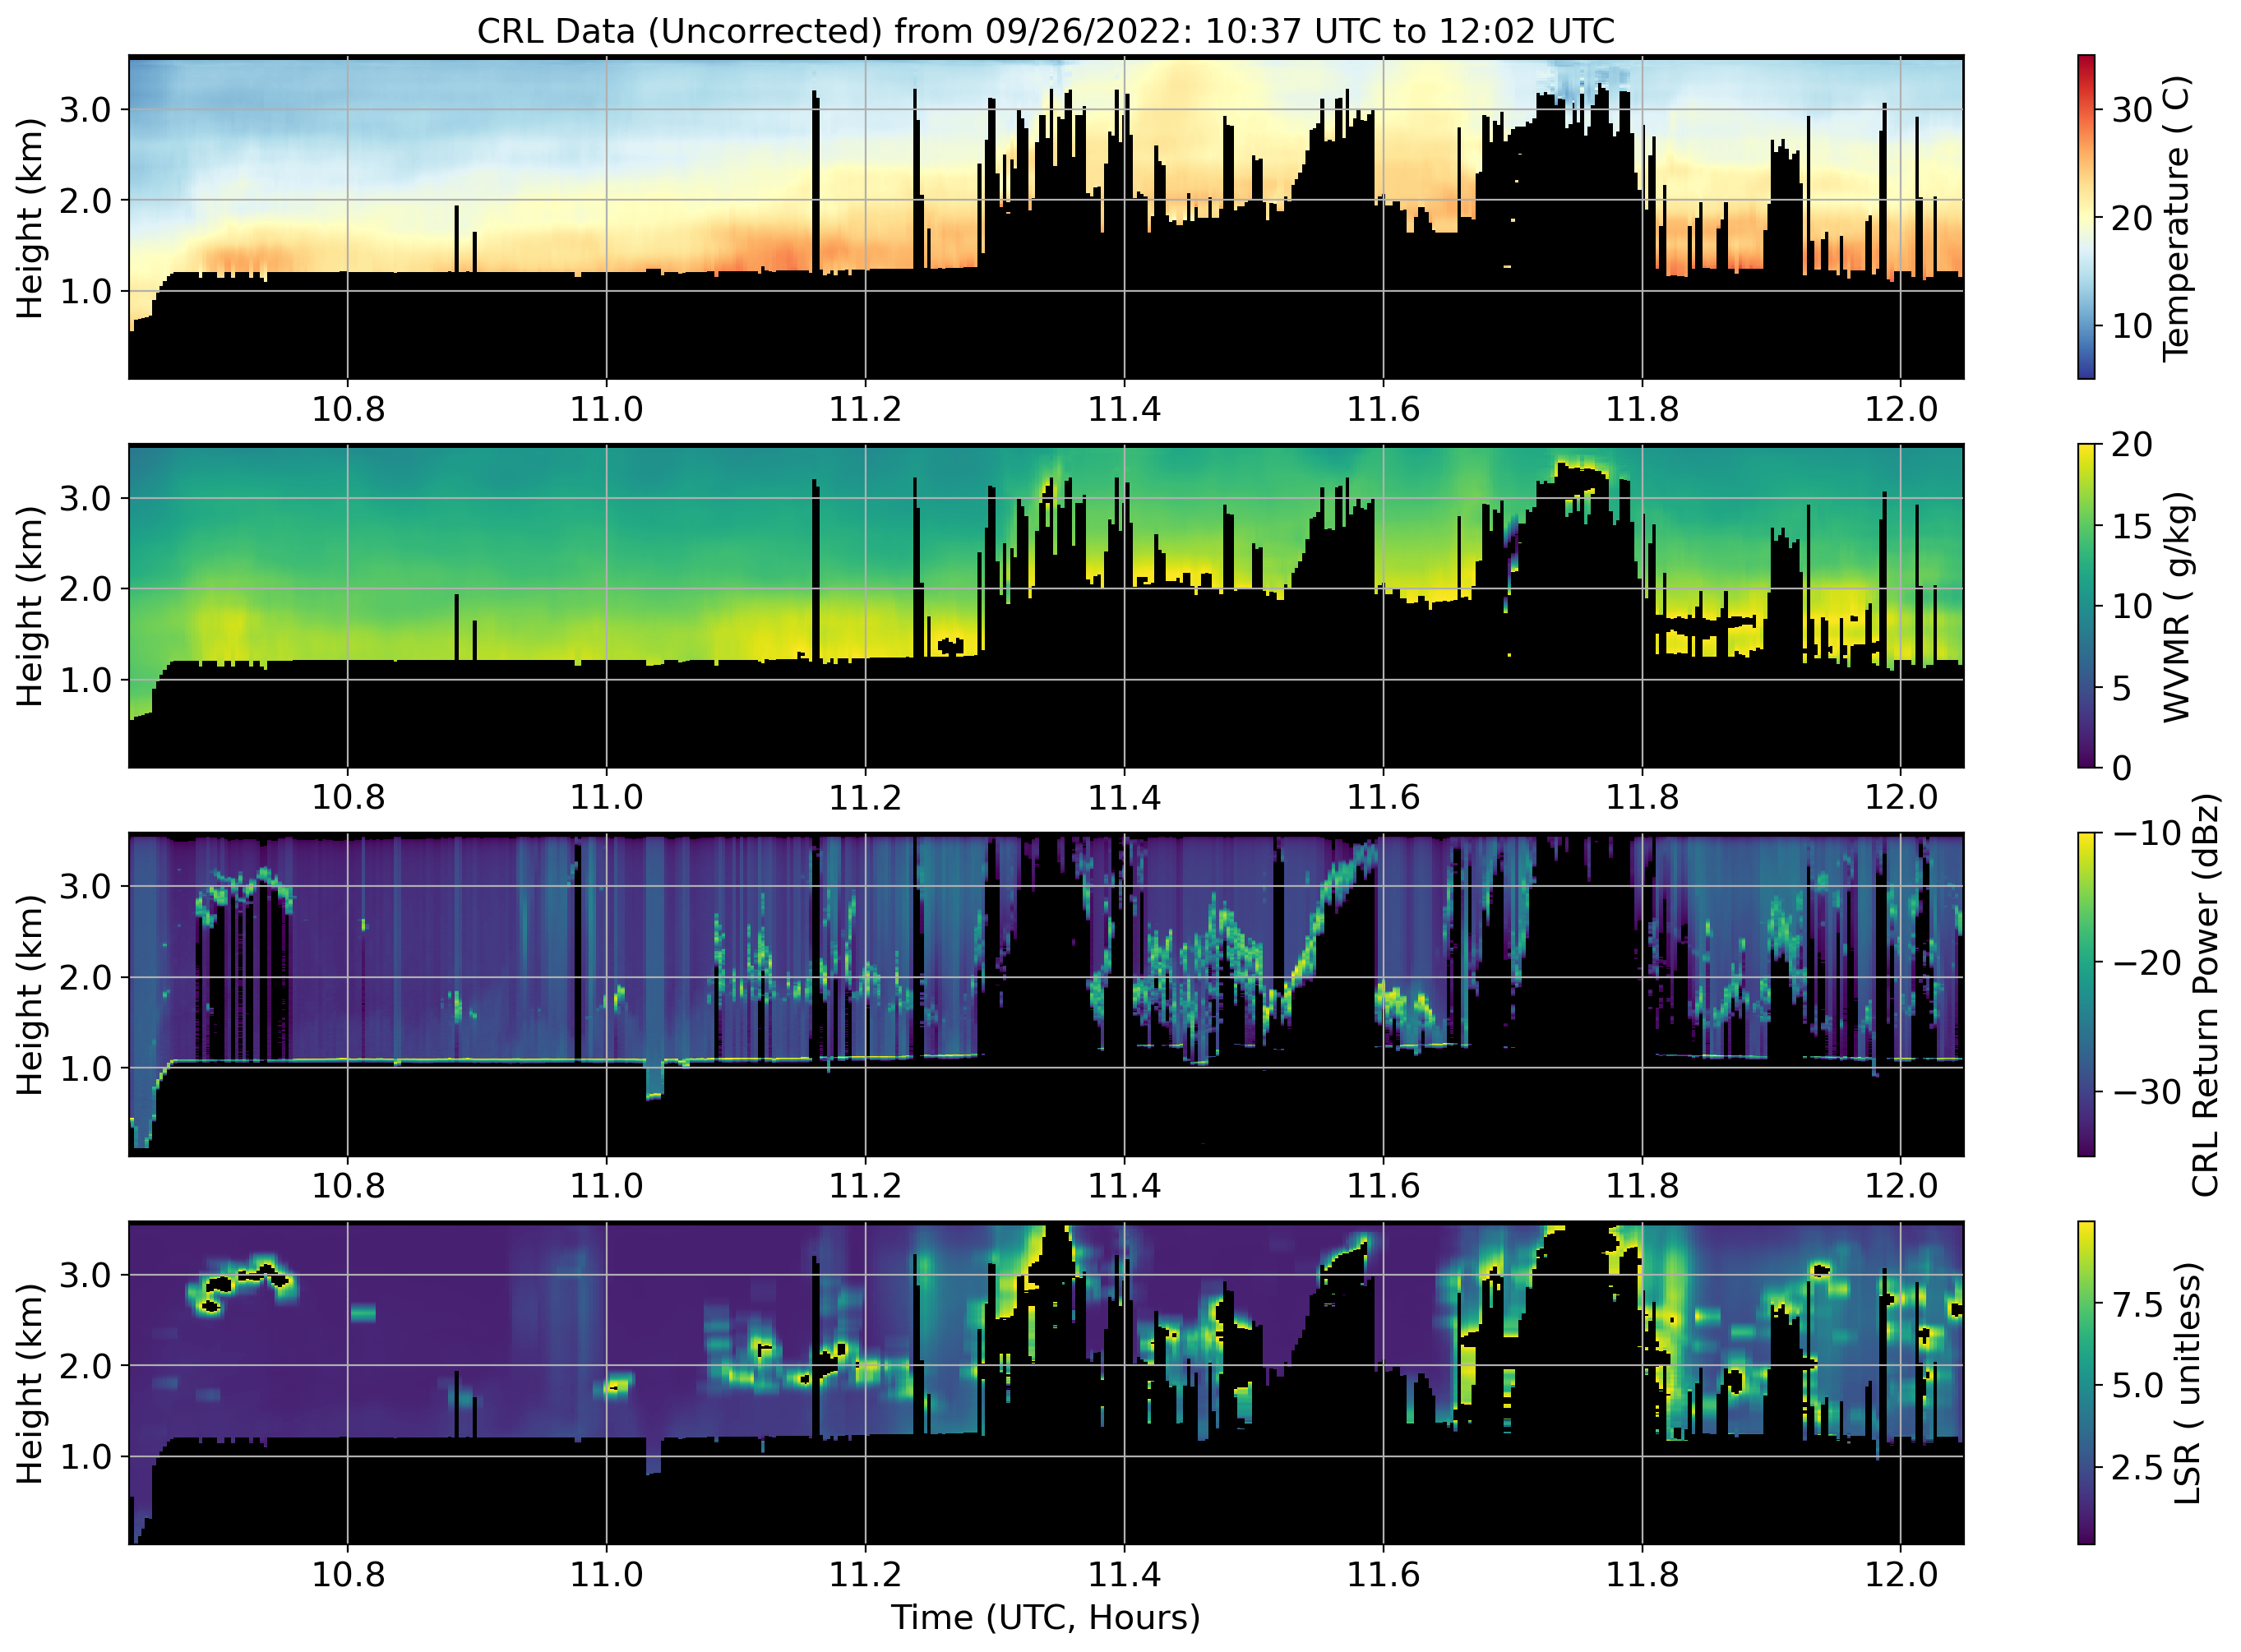 CRL Data (Uncorrected) from 09/26/2022: 10:37 UTC to 12:02 UTC
Height (km)
3.0
2.0
1.0
10.8 11.0 11.2 11.4 11.6 11.8 12.0
30
20
10
Temperature ( C)
Height (km)
3.0
2.0
1.0
10.8 11.0 11.2 11.4 11.6 11.8 12.0
20
15
10
5
0
WVMR ( g/kg)
Height (km)
3.0
2.0
1.0
10.8 11.0 11.2 11.4 11.6 11.8 12.0
−10
−20
−30
CRL Return Power (dBz)
Height (km)
3.0
2.0
1.0
10.8 11.0 11.2 11.4 11.6 11.8 12.0
7.5
5.0
2.5
LSR ( unitless)
Time (UTC, Hours)